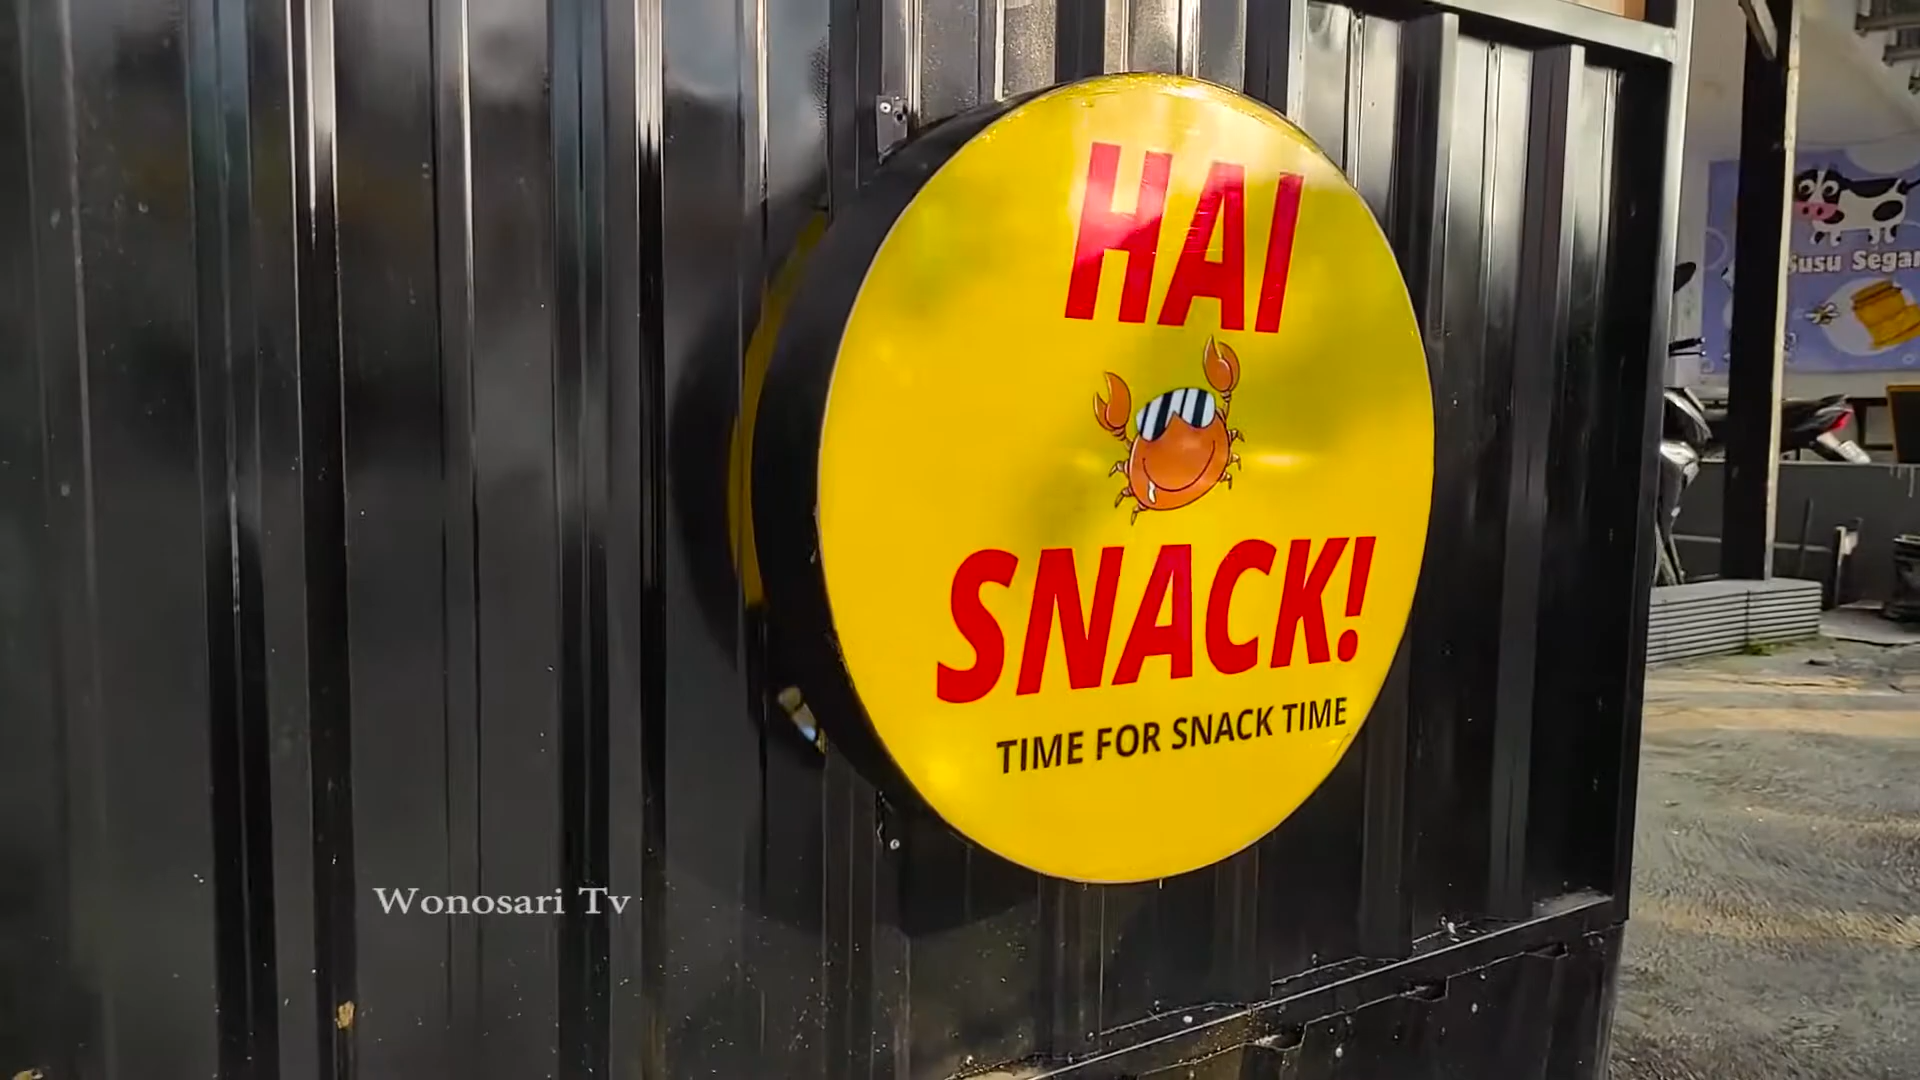 HAI
SNACK!
TIME FOR SNACK TIME
Susu Segar
Wonosari Tv